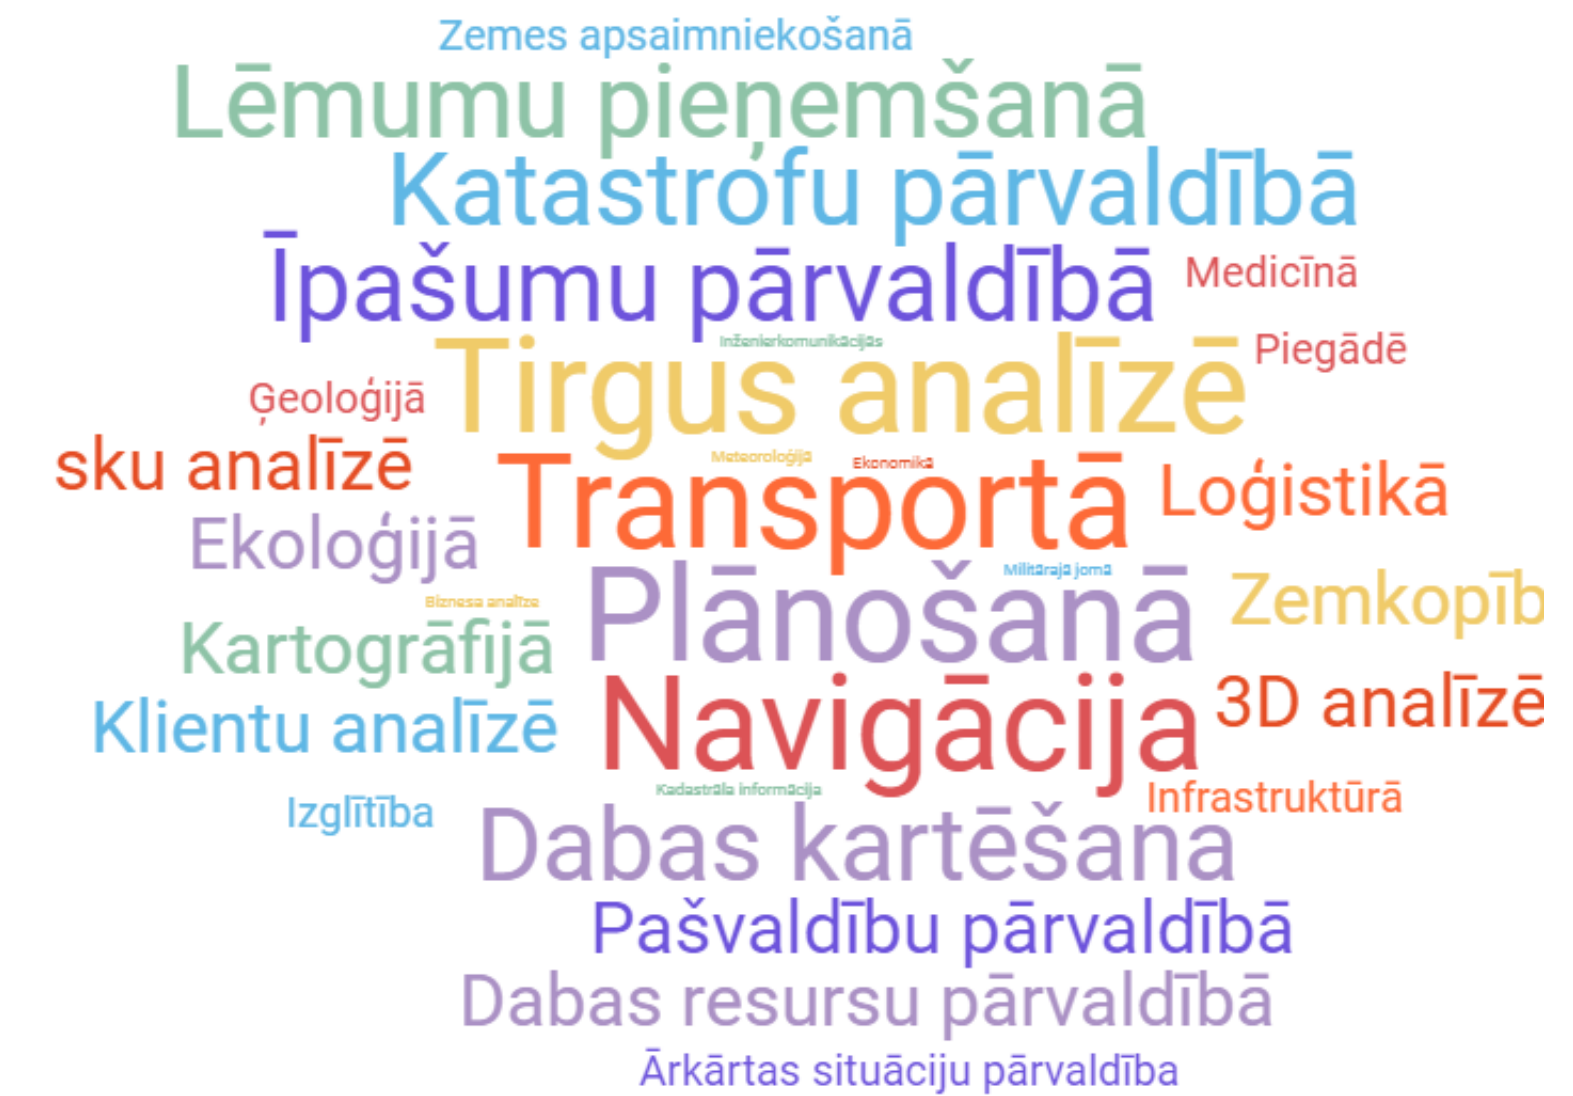 Zemes apsaimniekošanā
Lēmumu pieņemšanā
Katastrofu pārvaldībā
Īpašumu pārvaldībā
Medicīnā
Inženierkomunikācijās
Piegādē
Tirgus analīzē
Ģeoloģijā
sku analīzē
Meteoroloģijā
Ekonomikā
Transportā
Loģistikā
Ekoloģijā
Militārajā jomā
Plānošanā
Zemkopīb
Biznesa analīze
Kartogrāfijā
Navigācija
3D analīzē
Klientu analīzē
Kadastrāla informācija
Infrastruktūrā
Izglītība
Dabas kartēšana
Pašvaldību pārvaldībā
Dabas resursu pārvaldībā
Ārkārtas situāciju pārvaldība